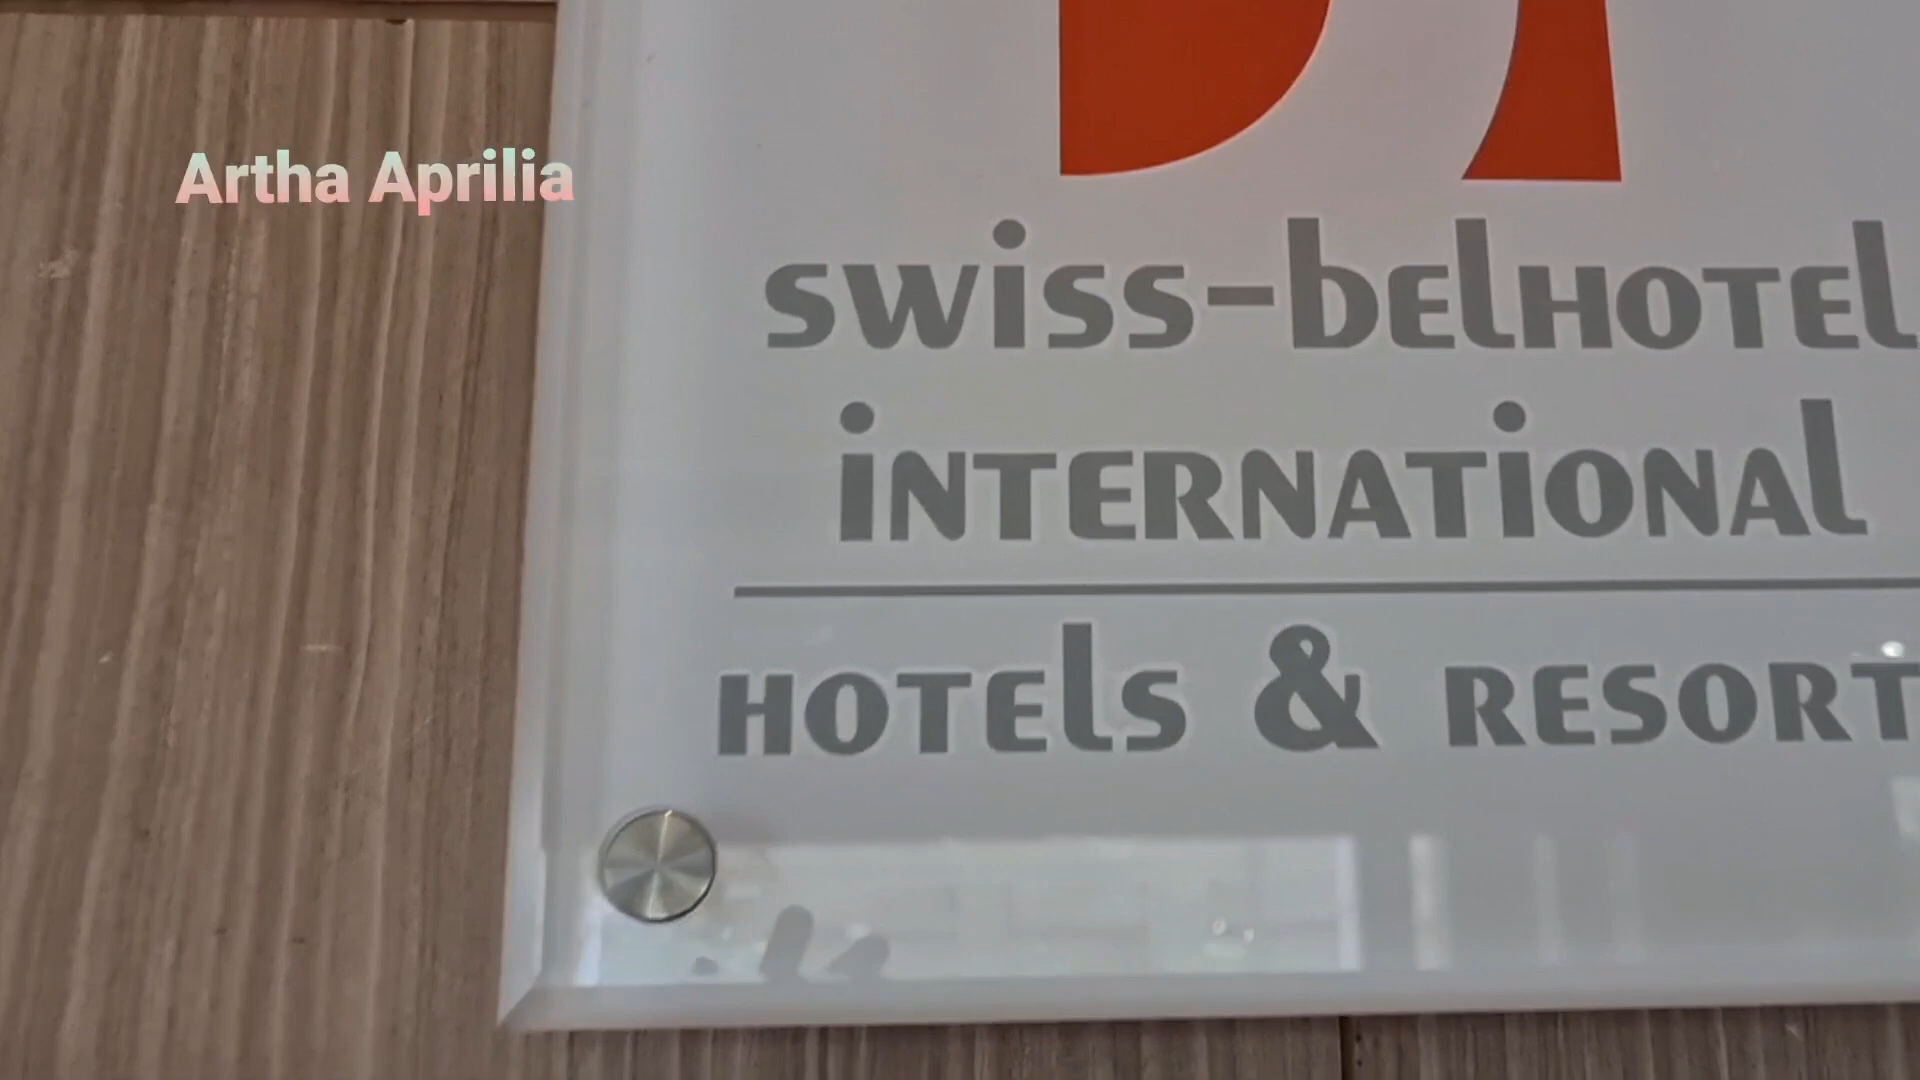 Artha Aprilia
swiss-belhotel
international
hotels & resort